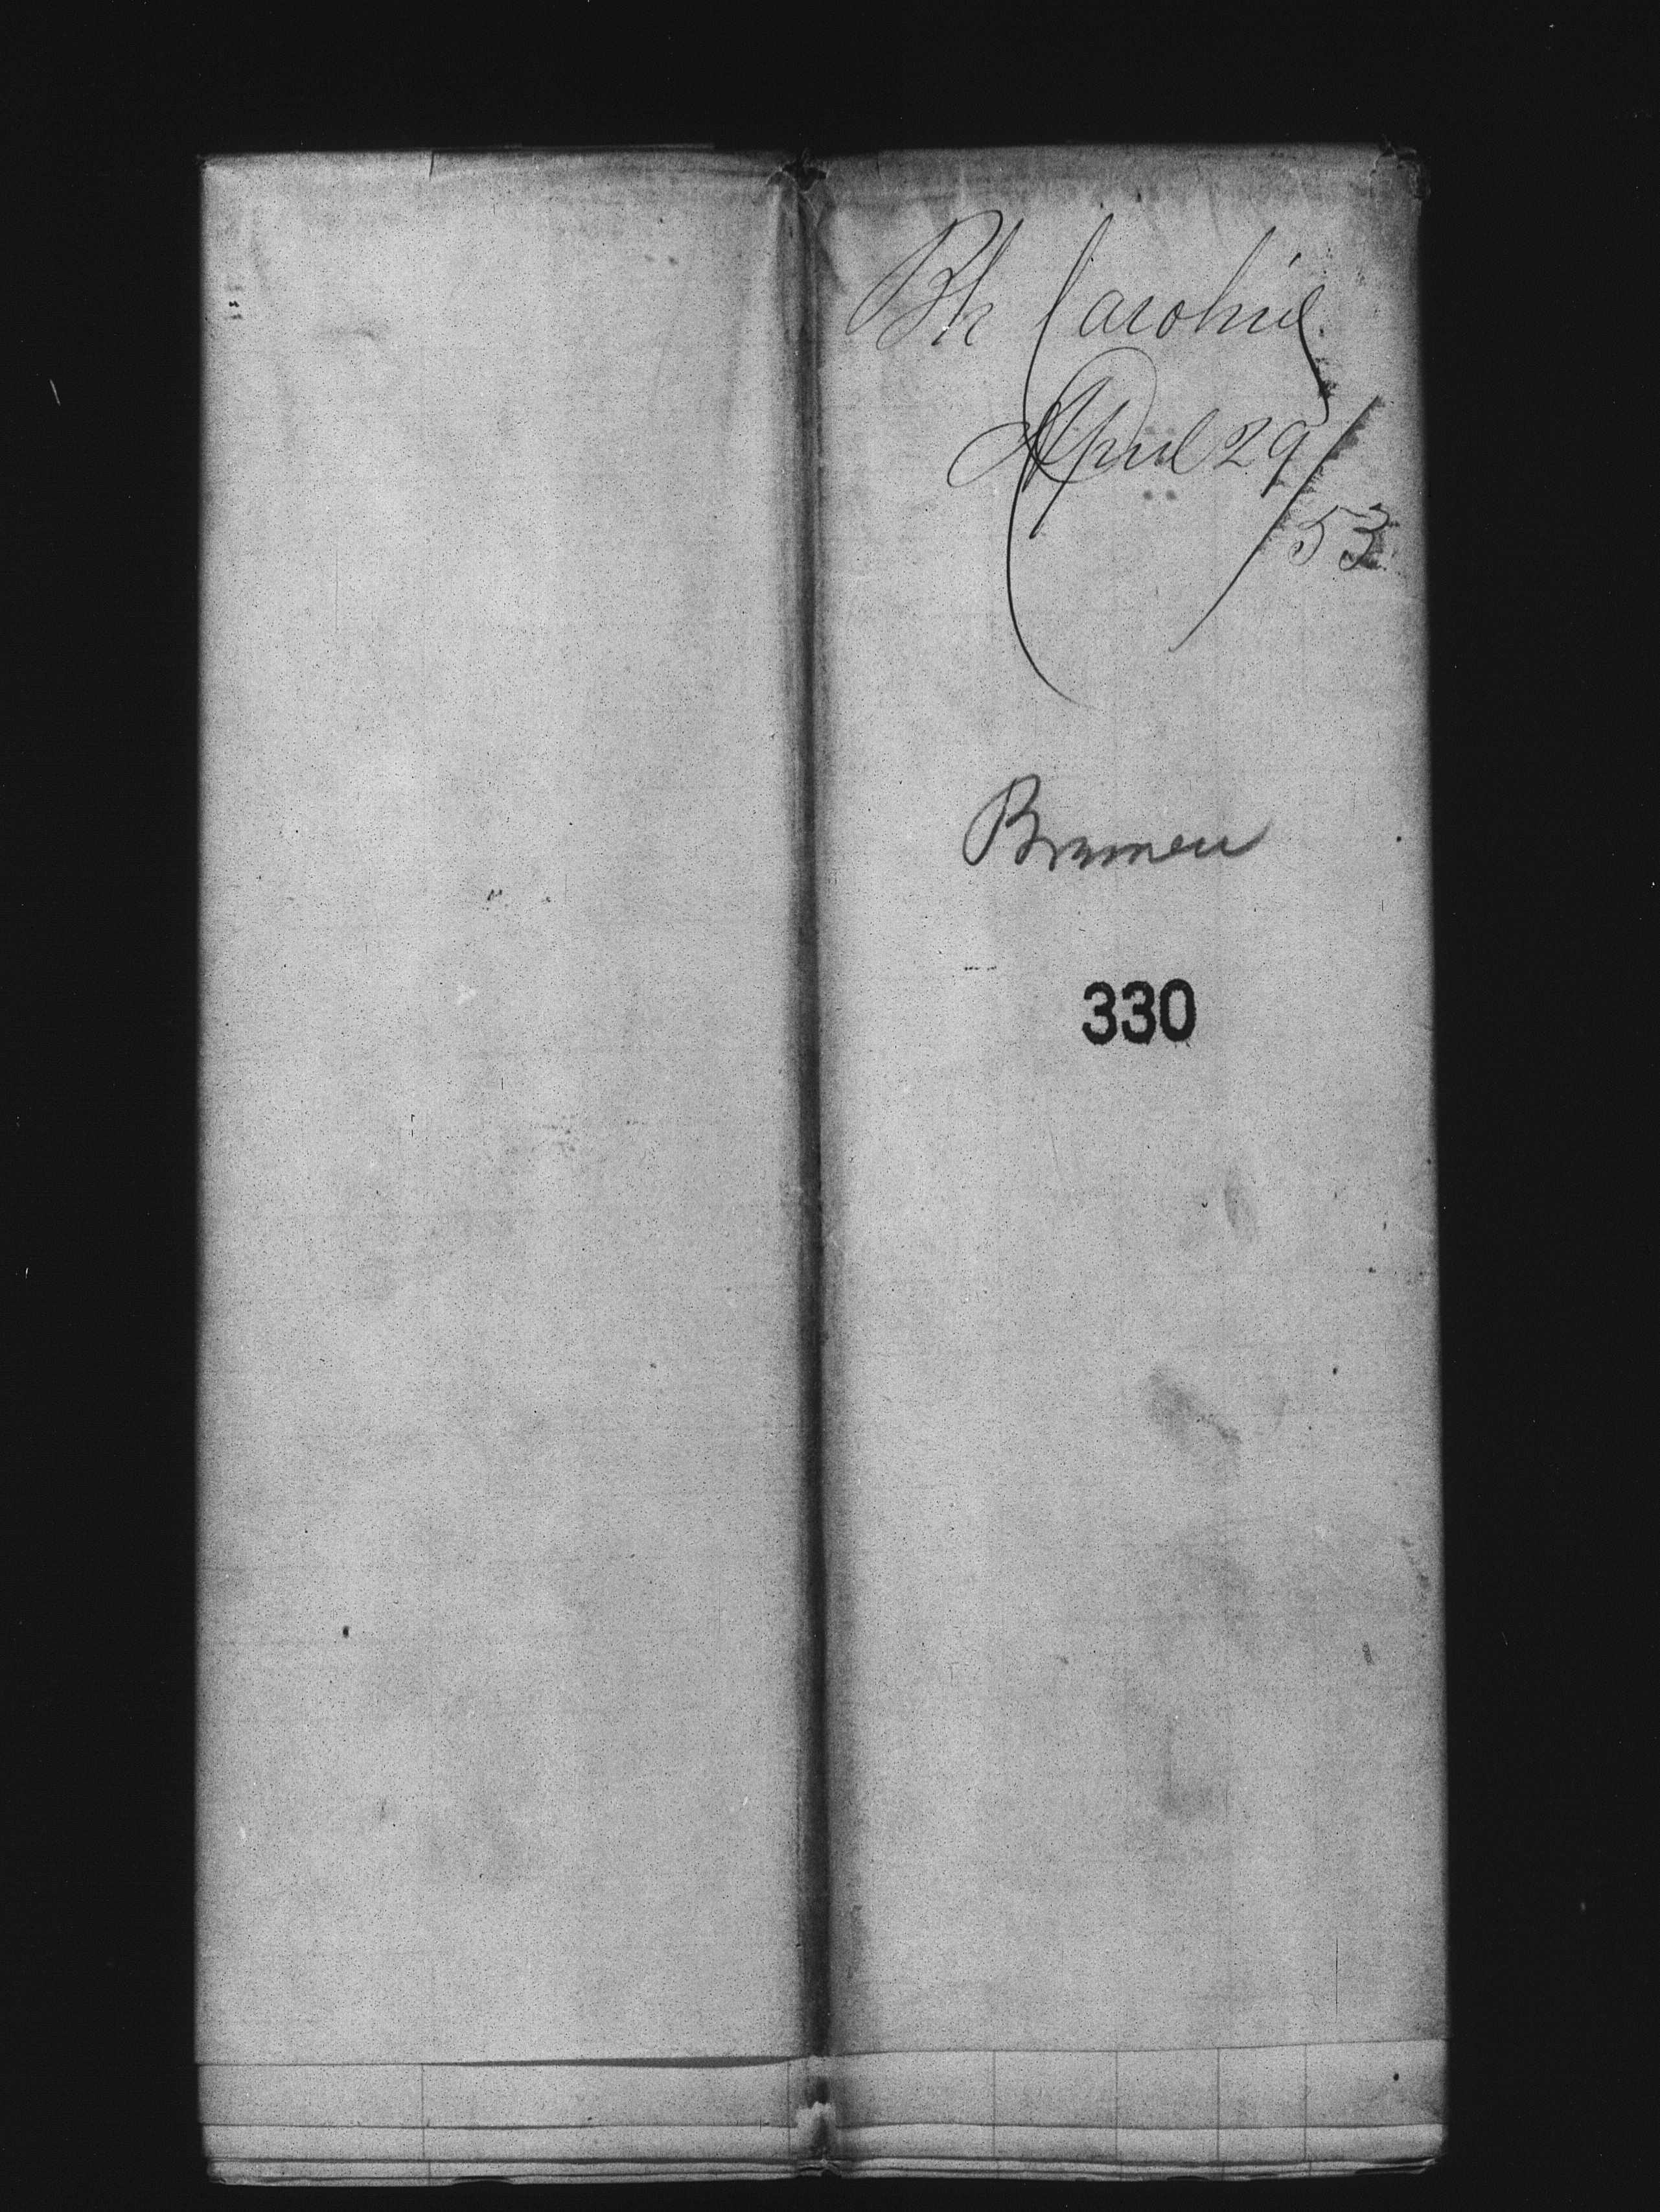 Bk Caroline
April 29/
53
Bremen
330